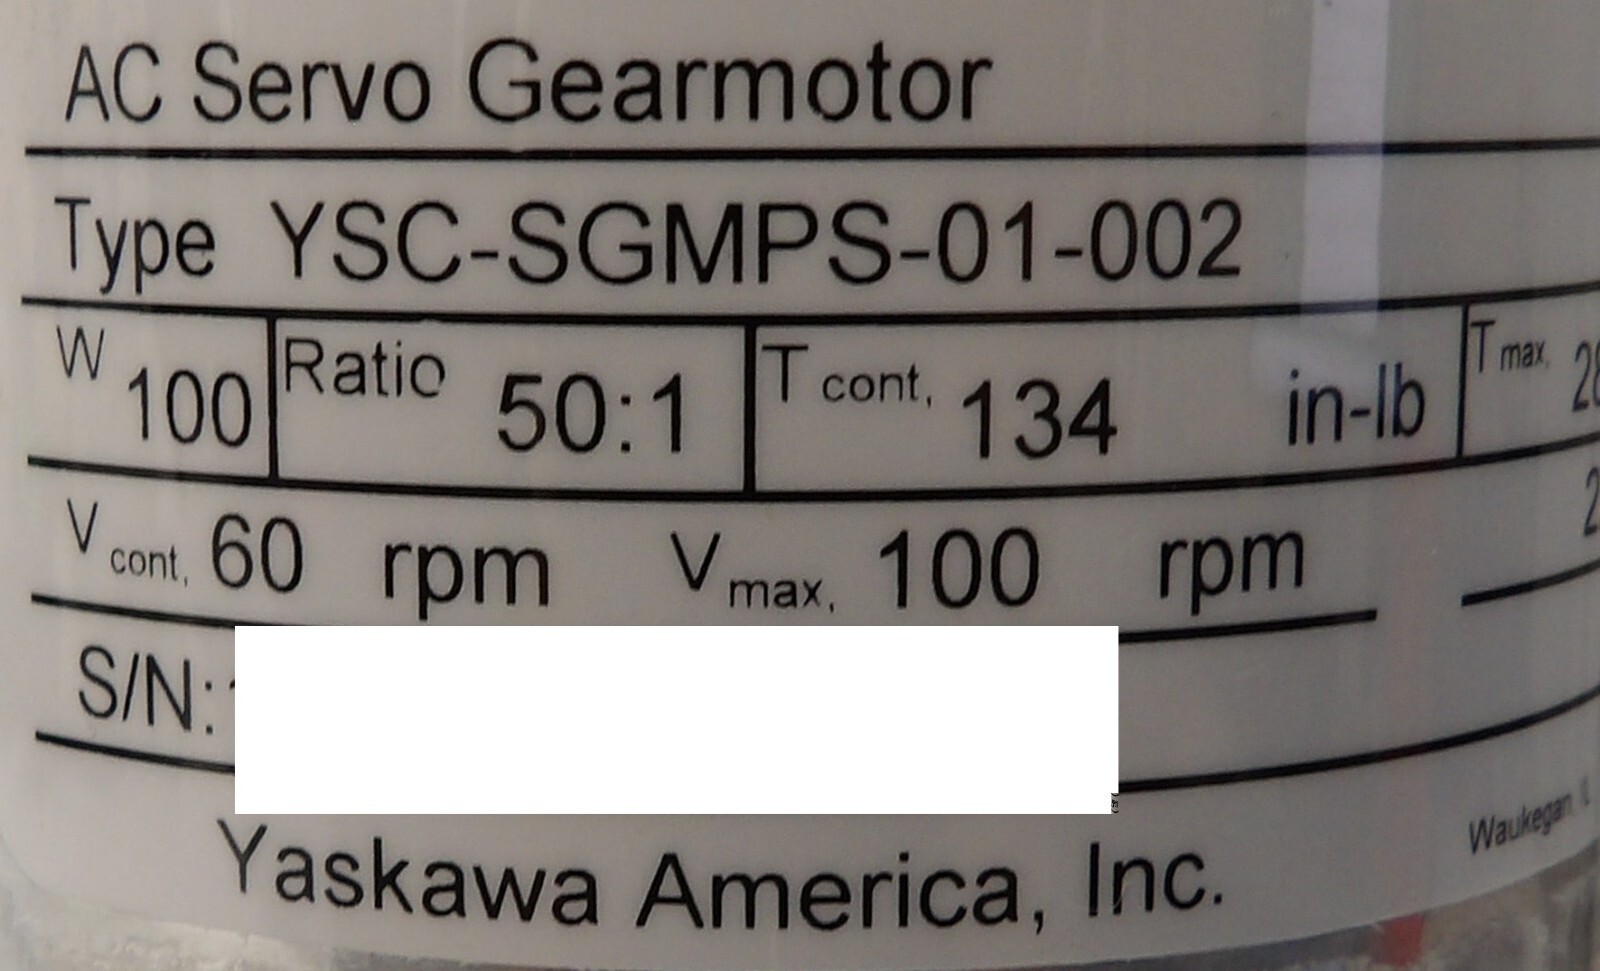 AC Servo Gearmotor
Type YSC-SGMPS-01-002
W 100 Ratio 50:1 T cont. 134 in-lb T max.
V cont. 60 rpm V max. 100 rpm
S/N:
Yaskawa America, Inc.
Waukegan,